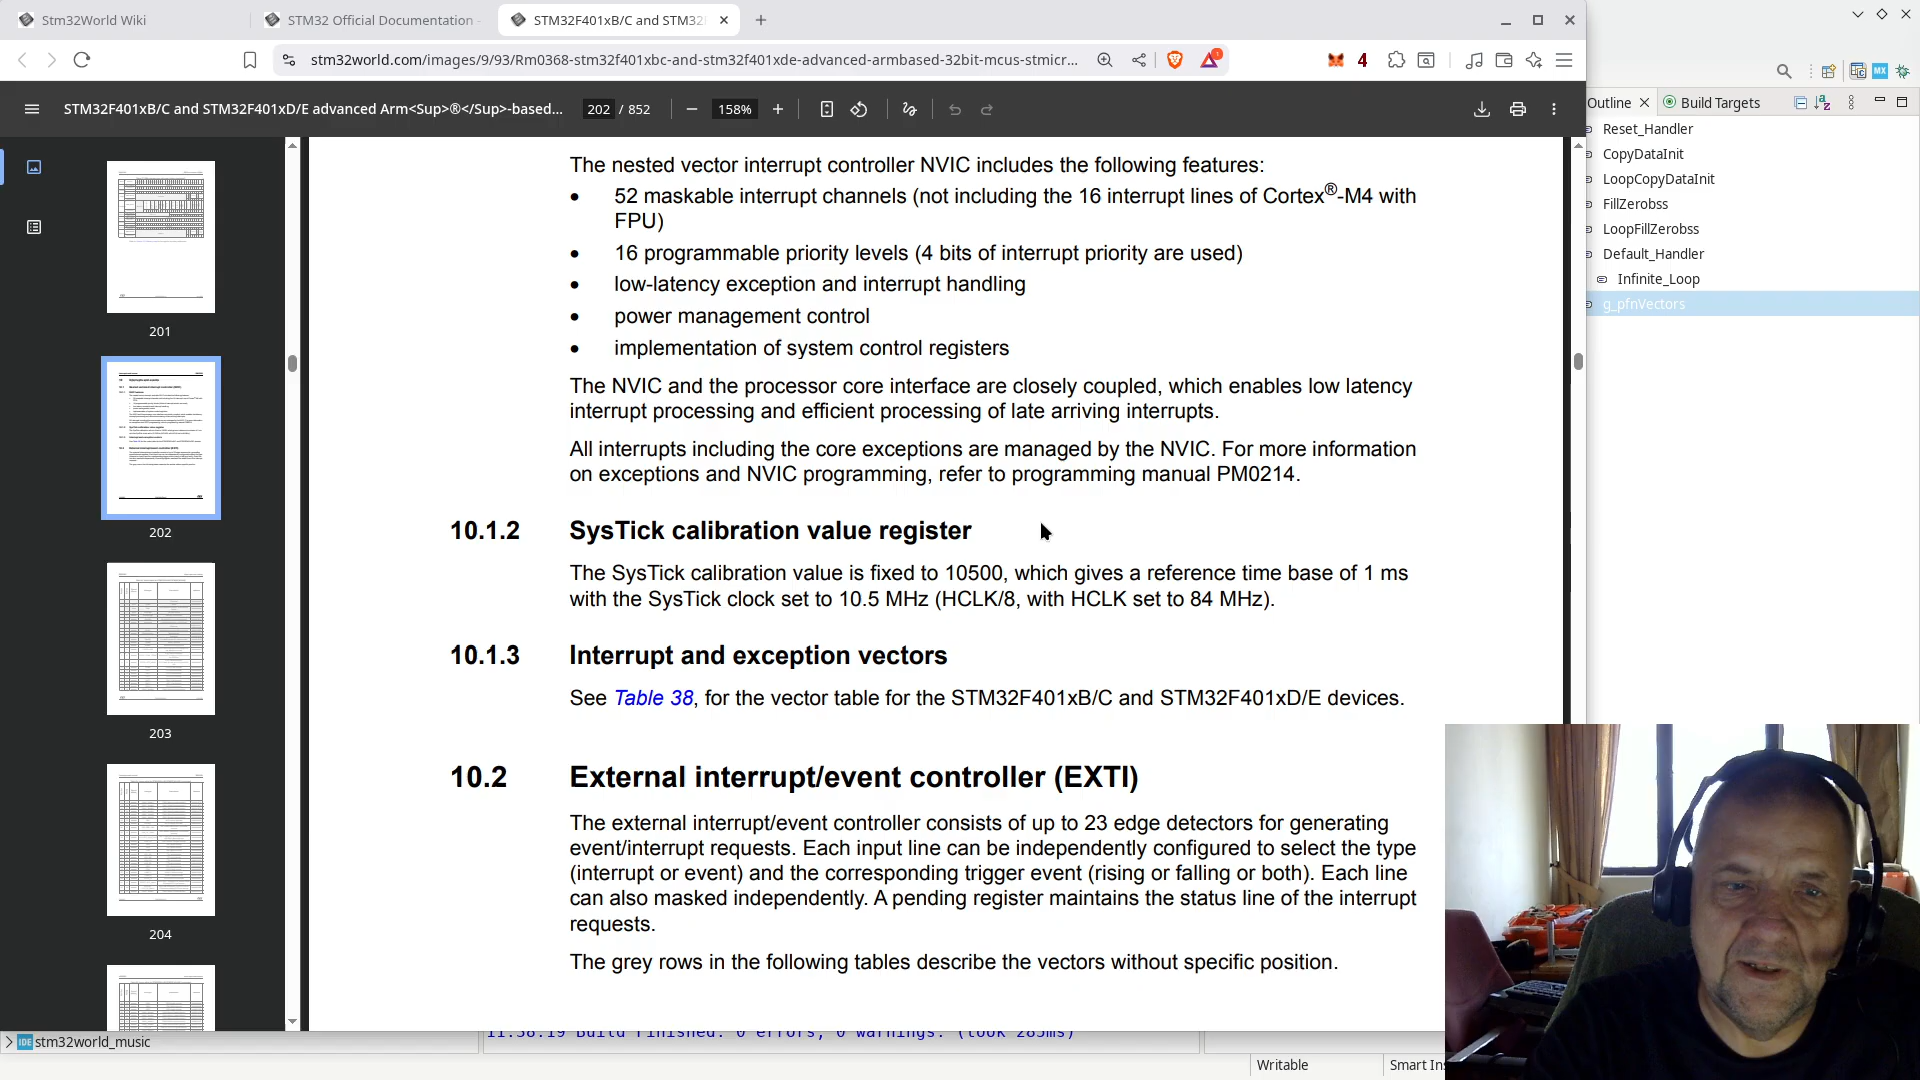 Stm32World Wiki
STM32 Official Documentation -
STM32F401xB/C and STM32
stm32world.com/images/9/93/Rm0368-stm32f401xbc-and-stm32f401xde-advanced-armbased-32bit-mcus-stmicr...
1
4
MX
STM32F401xB/C and STM32F401xD/E advanced Arm<Sup>®</Sup>-based...
202 / 852
158%
Outline
Build Targets
Reset_Handler
CopyDataInit
LoopCopyDataInit
FillZerobss
LoopFillZerobss
Default_Handler
Infinite_Loop
g_pfnVectors
201
202
203
204
The nested vector interrupt controller NVIC includes the following features:
• 52 maskable interrupt channels (not including the 16 interrupt lines of Cortex®-M4 with
FPU)
• 16 programmable priority levels (4 bits of interrupt priority are used)
• low-latency exception and interrupt handling
• power management control
• implementation of system control registers
The NVIC and the processor core interface are closely coupled, which enables low latency
interrupt processing and efficient processing of late arriving interrupts.
All interrupts including the core exceptions are managed by the NVIC. For more information
on exceptions and NVIC programming, refer to programming manual PM0214.
10.1.2 SysTick calibration value register
The SysTick calibration value is fixed to 10500, which gives a reference time base of 1 ms
with the SysTick clock set to 10.5 MHz (HCLK/8, with HCLK set to 84 MHz).
10.1.3 Interrupt and exception vectors
See Table 38, for the vector table for the STM32F401xB/C and STM32F401xD/E devices.
10.2 External interrupt/event controller (EXTI)
The external interrupt/event controller consists of up to 23 edge detectors for generating
event/interrupt requests. Each input line can be independently configured to select the type
(interrupt or event) and the corresponding trigger event (rising or falling or both). Each line
can also masked independently. A pending register maintains the status line of the interrupt
requests.
The grey rows in the following tables describe the vectors without specific position.
IDE stm32world_music
11:58:19 Build Finished. 0 errors, 0 warnings. (took 285ms)
Writable
Smart Ins